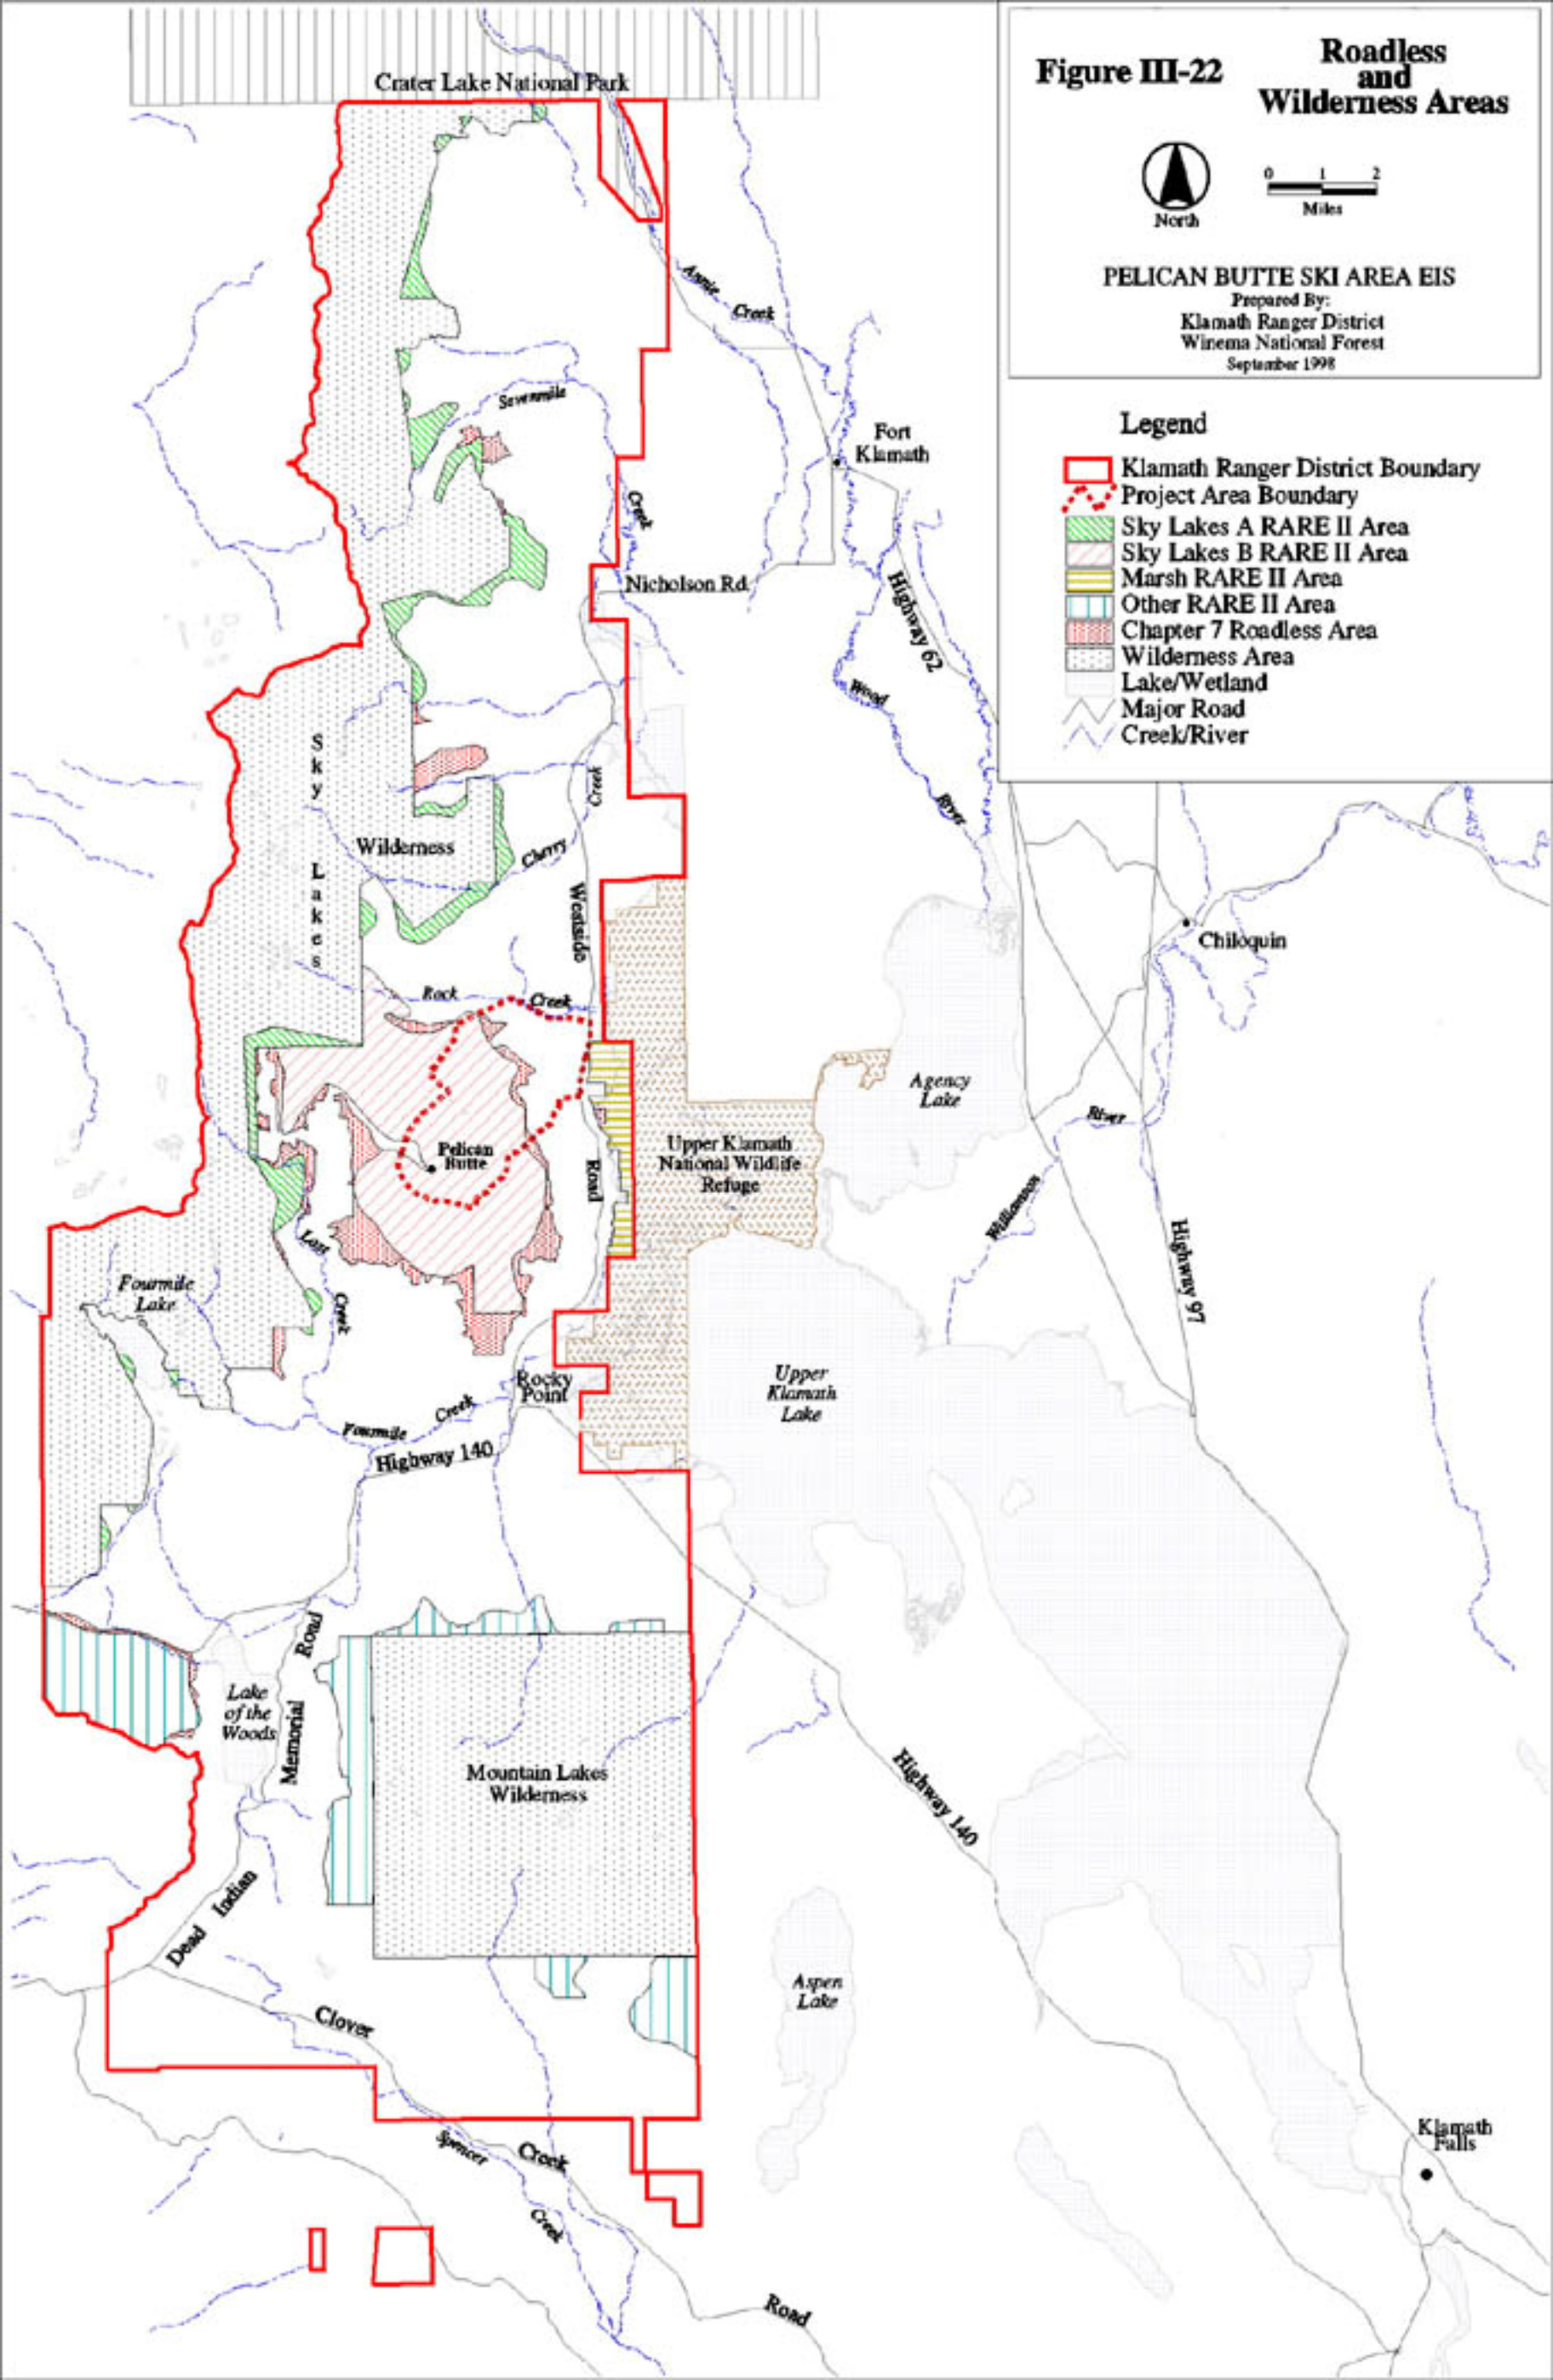 Crater Lake National Park
Figure III-22
Roadless
and
Wilderness Areas
North
0 1 2
Miles
PELICAN BUTTE SKI AREA EIS
Prepared By:
Klamath Ranger District
Winema National Forest
September 1998
Legend
Klamath Ranger District Boundary
Project Area Boundary
Sky Lakes A RARE II Area
Sky Lakes B RARE II Area
Marsh RARE II Area
Other RARE II Area
Chapter 7 Roadless Area
Wilderness Area
Lake/Wetland
Major Road
Creek/River
Annie
Creek
Sevenmile
Creek
Fort
Klamath
Nicholson Rd.
Highway 62
Wood
River
Sky
Lakes
Wilderness
Cherry
Creek
Westside
Road
Rock
Creek
Chiloquin
Agency
Lake
River
Williamson
Highway 97
Pelican
Butte
Upper Klamath
National Wildlife
Refuge
Lost
Creek
Fourmile
Lake
Upper
Klamath
Lake
Rocky
Point
Fourmile
Creek
Highway 140
Lake
of the
Woods
Road
Memorial
Indian
Dead
Mountain Lakes
Wilderness
Highway 140
Aspen
Lake
Clover
Creek
Road
Spencer
Creek
Klamath
Falls